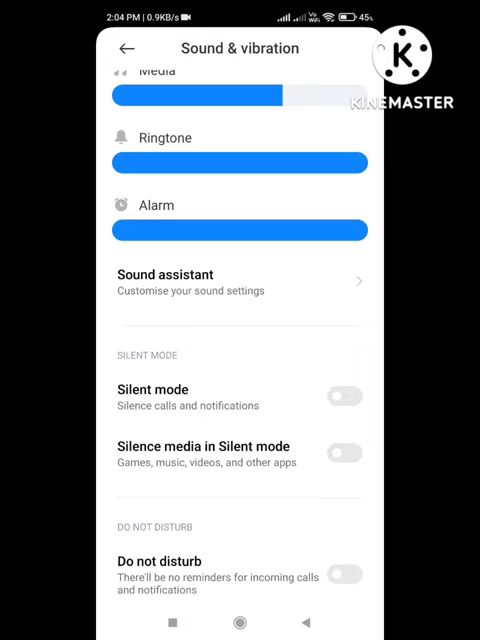 2:04 PM | 0.9KB/s
Vo
WiFi
45%
Sound & vibration
Media
KINEMASTER
Ringtone
Alarm
Sound assistant
Customise your sound settings
SILENT MODE
Silent mode
Silence calls and notifications
Silence media in Silent mode
Games, music, videos, and other apps
DO NOT DISTURB
Do not disturb
There'll be no reminders for incoming calls
and notifications